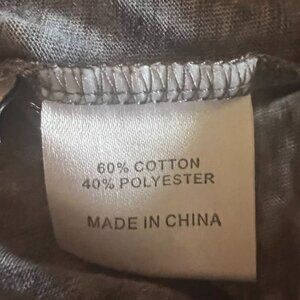 60% COTTON
40% POLYESTER
MADE IN CHINA